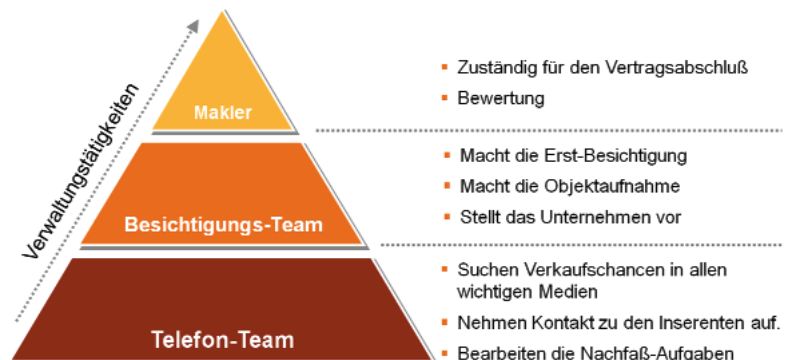 Verwaltungstätigkeiten
Makler
▪ Zuständig für den Vertragsabschluß
▪ Bewertung
Besichtigungs-Team
▪ Macht die Erst-Besichtigung
▪ Macht die Objektaufnahme
▪ Stellt das Unternehmen vor
Telefon-Team
▪ Suchen Verkaufschancen in allen
wichtigen Medien
▪ Nehmen Kontakt zu den Inserenten auf.
▪ Bearbeiten die Nachfaß-Aufgaben